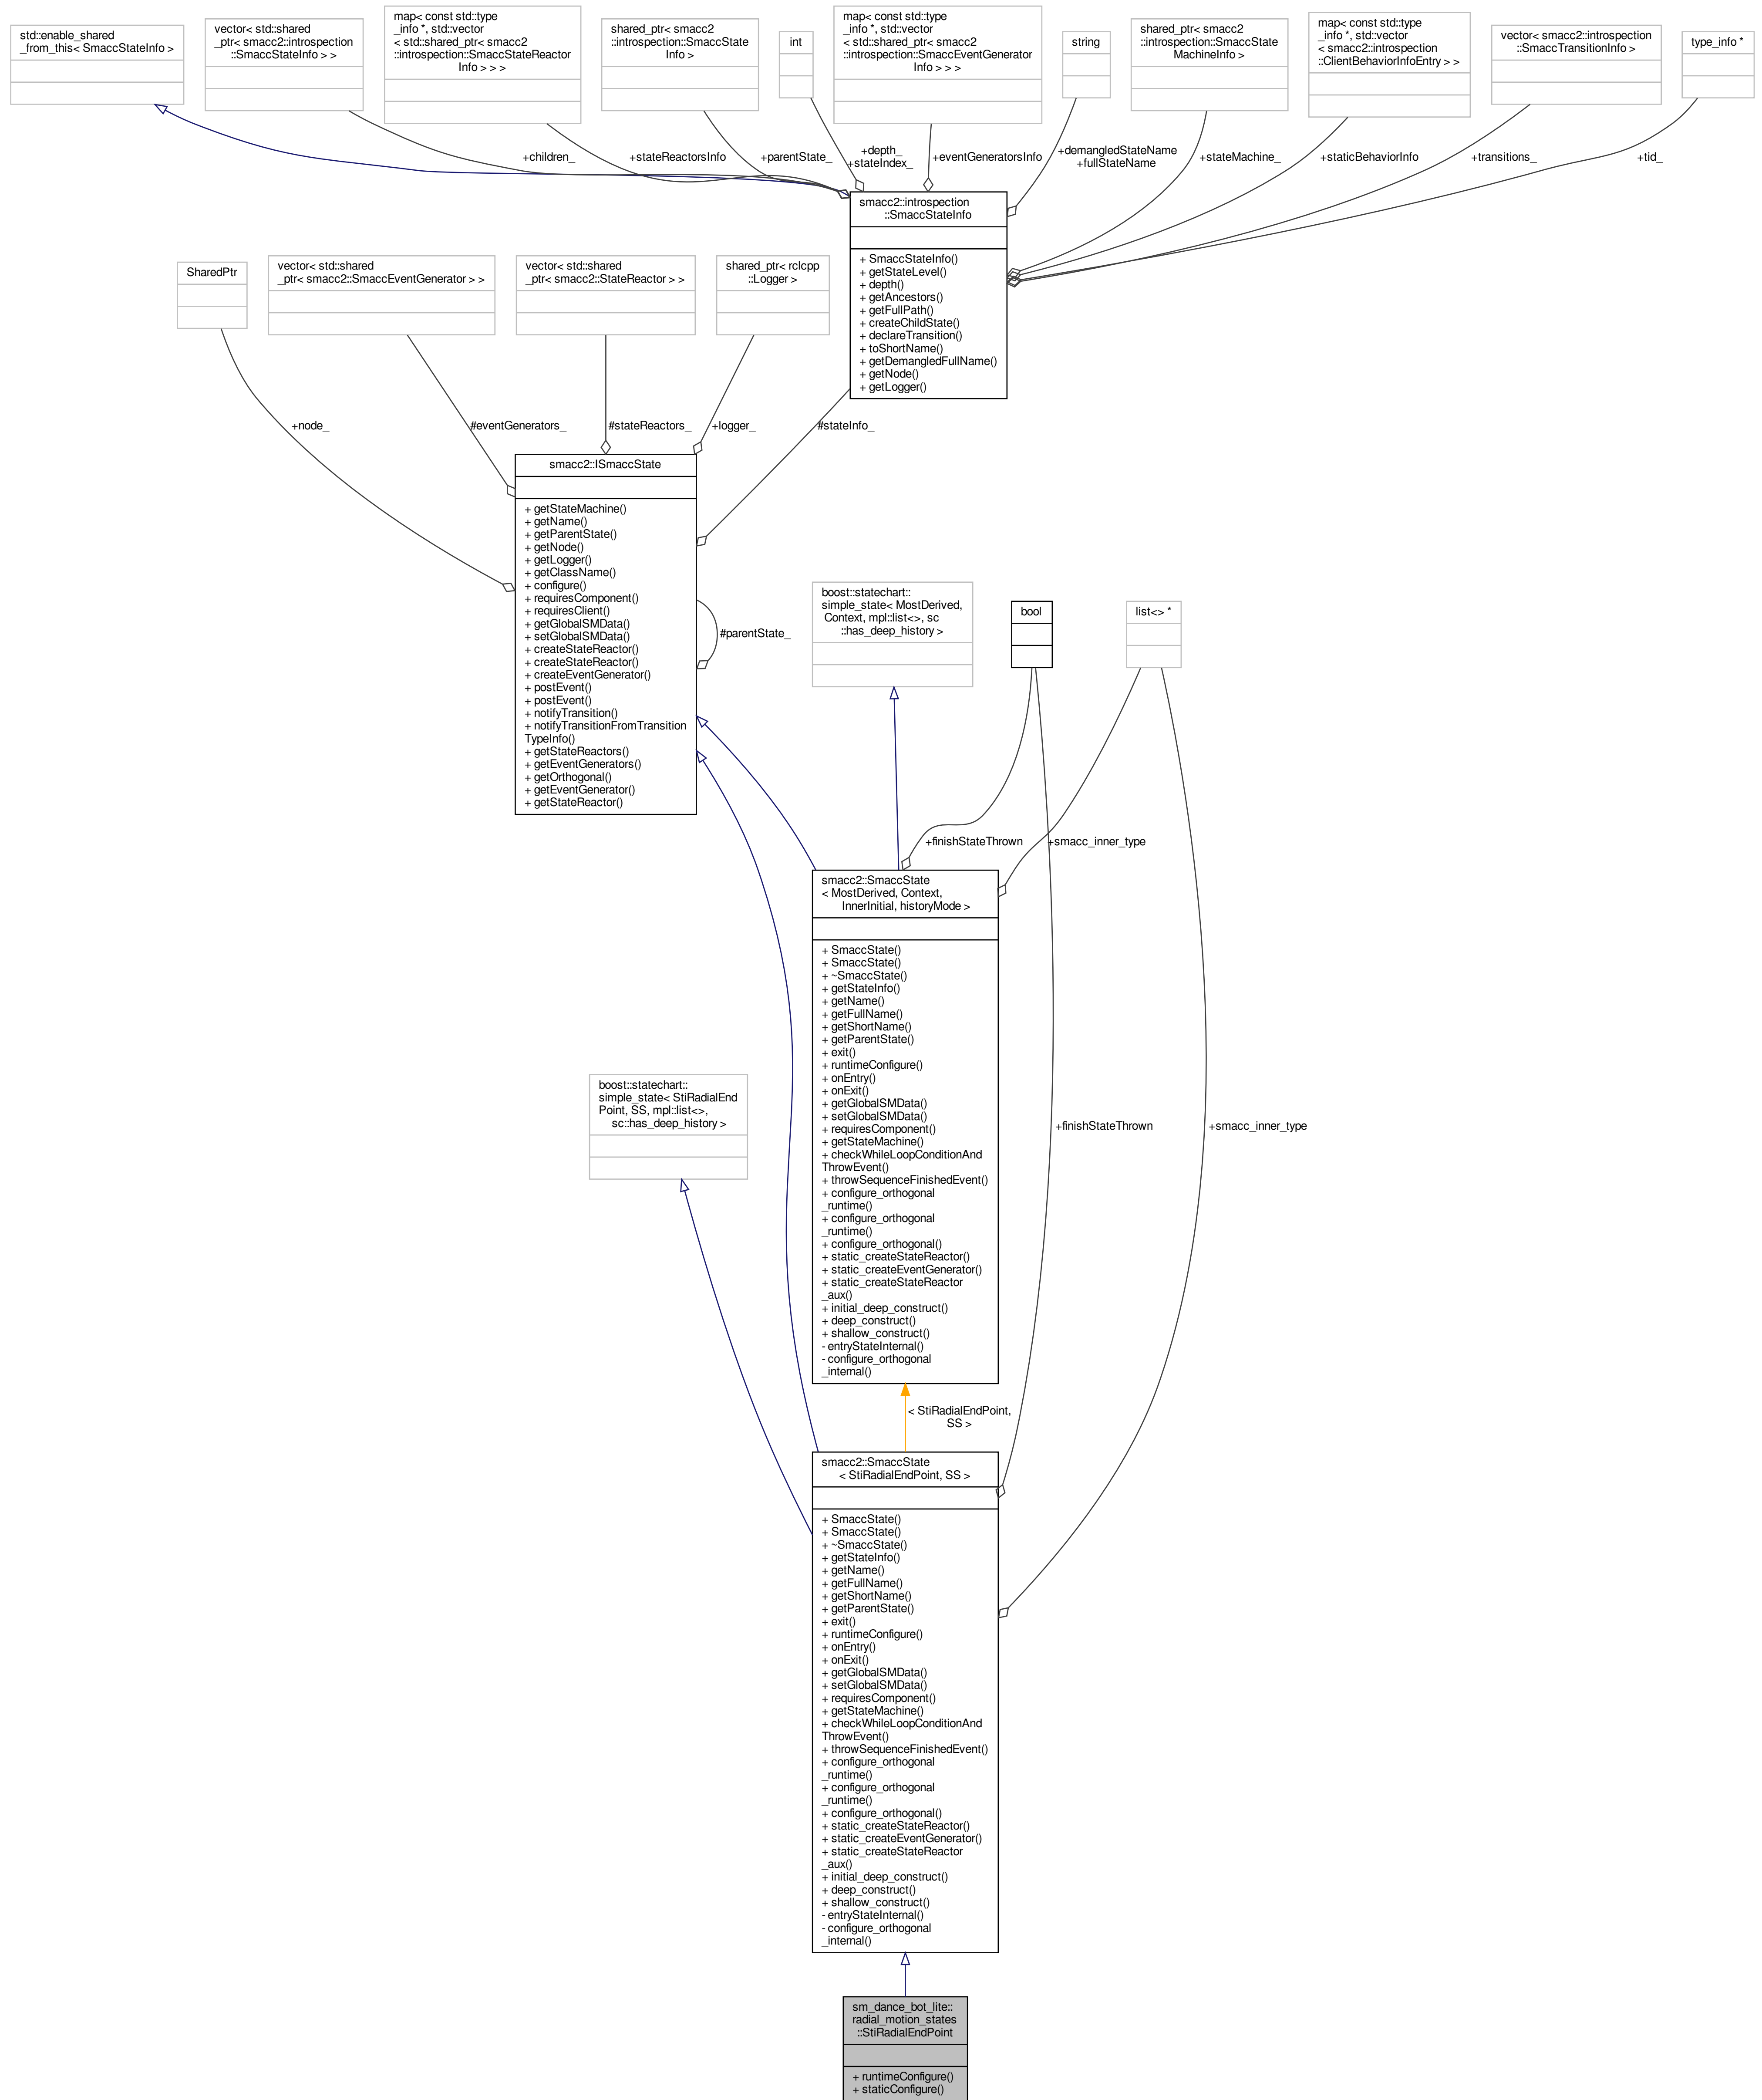 std::enable_shared
_from_this< SmaccStateInfo >
vector< std::shared
_ptr< smacc2::introspection
::SmaccStateInfo > >
map< const std::type
_info *, std::vector
< std::shared_ptr< smacc2
::introspection::SmaccStateReactor
Info > > >
shared_ptr< smacc2
::introspection::SmaccState
Info >
int
map< const std::type
_info *, std::vector
< std::shared_ptr< smacc2
::introspection::SmaccEventGenerator
Info > > >
string
shared_ptr< smacc2
::introspection::SmaccState
MachineInfo >
map< const std::type
_info *, std::vector
< smacc2::introspection
::ClientBehaviorInfoEntry > >
vector< smacc2::introspection
::SmaccTransitionInfo >
type_info *
+children_
+stateReactorsInfo
+parentState_
+depth_
+stateIndex_
+eventGeneratorsInfo
+demangledStateName
+fullStateName
+stateMachine_
+staticBehaviorInfo
+transitions_
+tid_
smacc2::introspection
::SmaccStateInfo
+ SmaccStateInfo()
+ getStateLevel()
+ depth()
+ getAncestors()
+ getFullPath()
+ createChildState()
+ declareTransition()
+ toShortName()
+ getDemangledFullName()
+ getNode()
+ getLogger()
SharedPtr
vector< std::shared
_ptr< smacc2::SmaccEventGenerator > >
vector< std::shared
_ptr< smacc2::StateReactor > >
shared_ptr< rclcpp
::Logger >
+node_
#eventGenerators_
#stateReactors_
+logger_
#stateInfo_
smacc2::ISmaccState
+ getStateMachine()
+ getName()
+ getParentState()
+ getNode()
+ getLogger()
+ getClassName()
+ configure()
+ requiresComponent()
+ requiresClient()
+ getGlobalSMData()
+ setGlobalSMData()
+ createStateReactor()
+ createStateReactor()
+ createEventGenerator()
+ postEvent()
+ postEvent()
+ notifyTransition()
+ notifyTransitionFromTransition
TypeInfo()
+ getStateReactors()
+ getEventGenerators()
+ getOrthogonal()
+ getEventGenerator()
+ getStateReactor()
#parentState_
boost::statechart::
simple_state< MostDerived,
Context, mpl::list<>, sc
::has_deep_history >
bool
list<> *
+finishStateThrown
+smacc_inner_type
smacc2::SmaccState
< MostDerived, Context,
InnerInitial, historyMode >
+ SmaccState()
+ SmaccState()
+ ~SmaccState()
+ getStateInfo()
+ getName()
+ getFullName()
+ getShortName()
+ getParentState()
+ exit()
+ runtimeConfigure()
+ onEntry()
+ onExit()
+ getGlobalSMData()
+ setGlobalSMData()
+ requiresComponent()
+ getStateMachine()
+ checkWhileLoopConditionAnd
ThrowEvent()
+ throwSequenceFinishedEvent()
+ configure_orthogonal
_runtime()
+ configure_orthogonal
_runtime()
+ configure_orthogonal()
+ static_createStateReactor()
+ static_createEventGenerator()
+ static_createStateReactor
_aux()
+ initial_deep_construct()
+ deep_construct()
+ shallow_construct()
- entryStateInternal()
- configure_orthogonal
_internal()
boost::statechart::
simple_state< StiRadialEnd
Point, SS, mpl::list<>,
sc::has_deep_history >
+finishStateThrown
+smacc_inner_type
< StiRadialEndPoint,
SS >
smacc2::SmaccState
< StiRadialEndPoint, SS >
+ SmaccState()
+ SmaccState()
+ ~SmaccState()
+ getStateInfo()
+ getName()
+ getFullName()
+ getShortName()
+ getParentState()
+ exit()
+ runtimeConfigure()
+ onEntry()
+ onExit()
+ getGlobalSMData()
+ setGlobalSMData()
+ requiresComponent()
+ getStateMachine()
+ checkWhileLoopConditionAnd
ThrowEvent()
+ throwSequenceFinishedEvent()
+ configure_orthogonal
_runtime()
+ configure_orthogonal
_runtime()
+ configure_orthogonal()
+ static_createStateReactor()
+ static_createEventGenerator()
+ static_createStateReactor
_aux()
+ initial_deep_construct()
+ deep_construct()
+ shallow_construct()
- entryStateInternal()
- configure_orthogonal
_internal()
sm_dance_bot_lite::
radial_motion_states
::StiRadialEndPoint
+ runtimeConfigure()
+ staticConfigure()